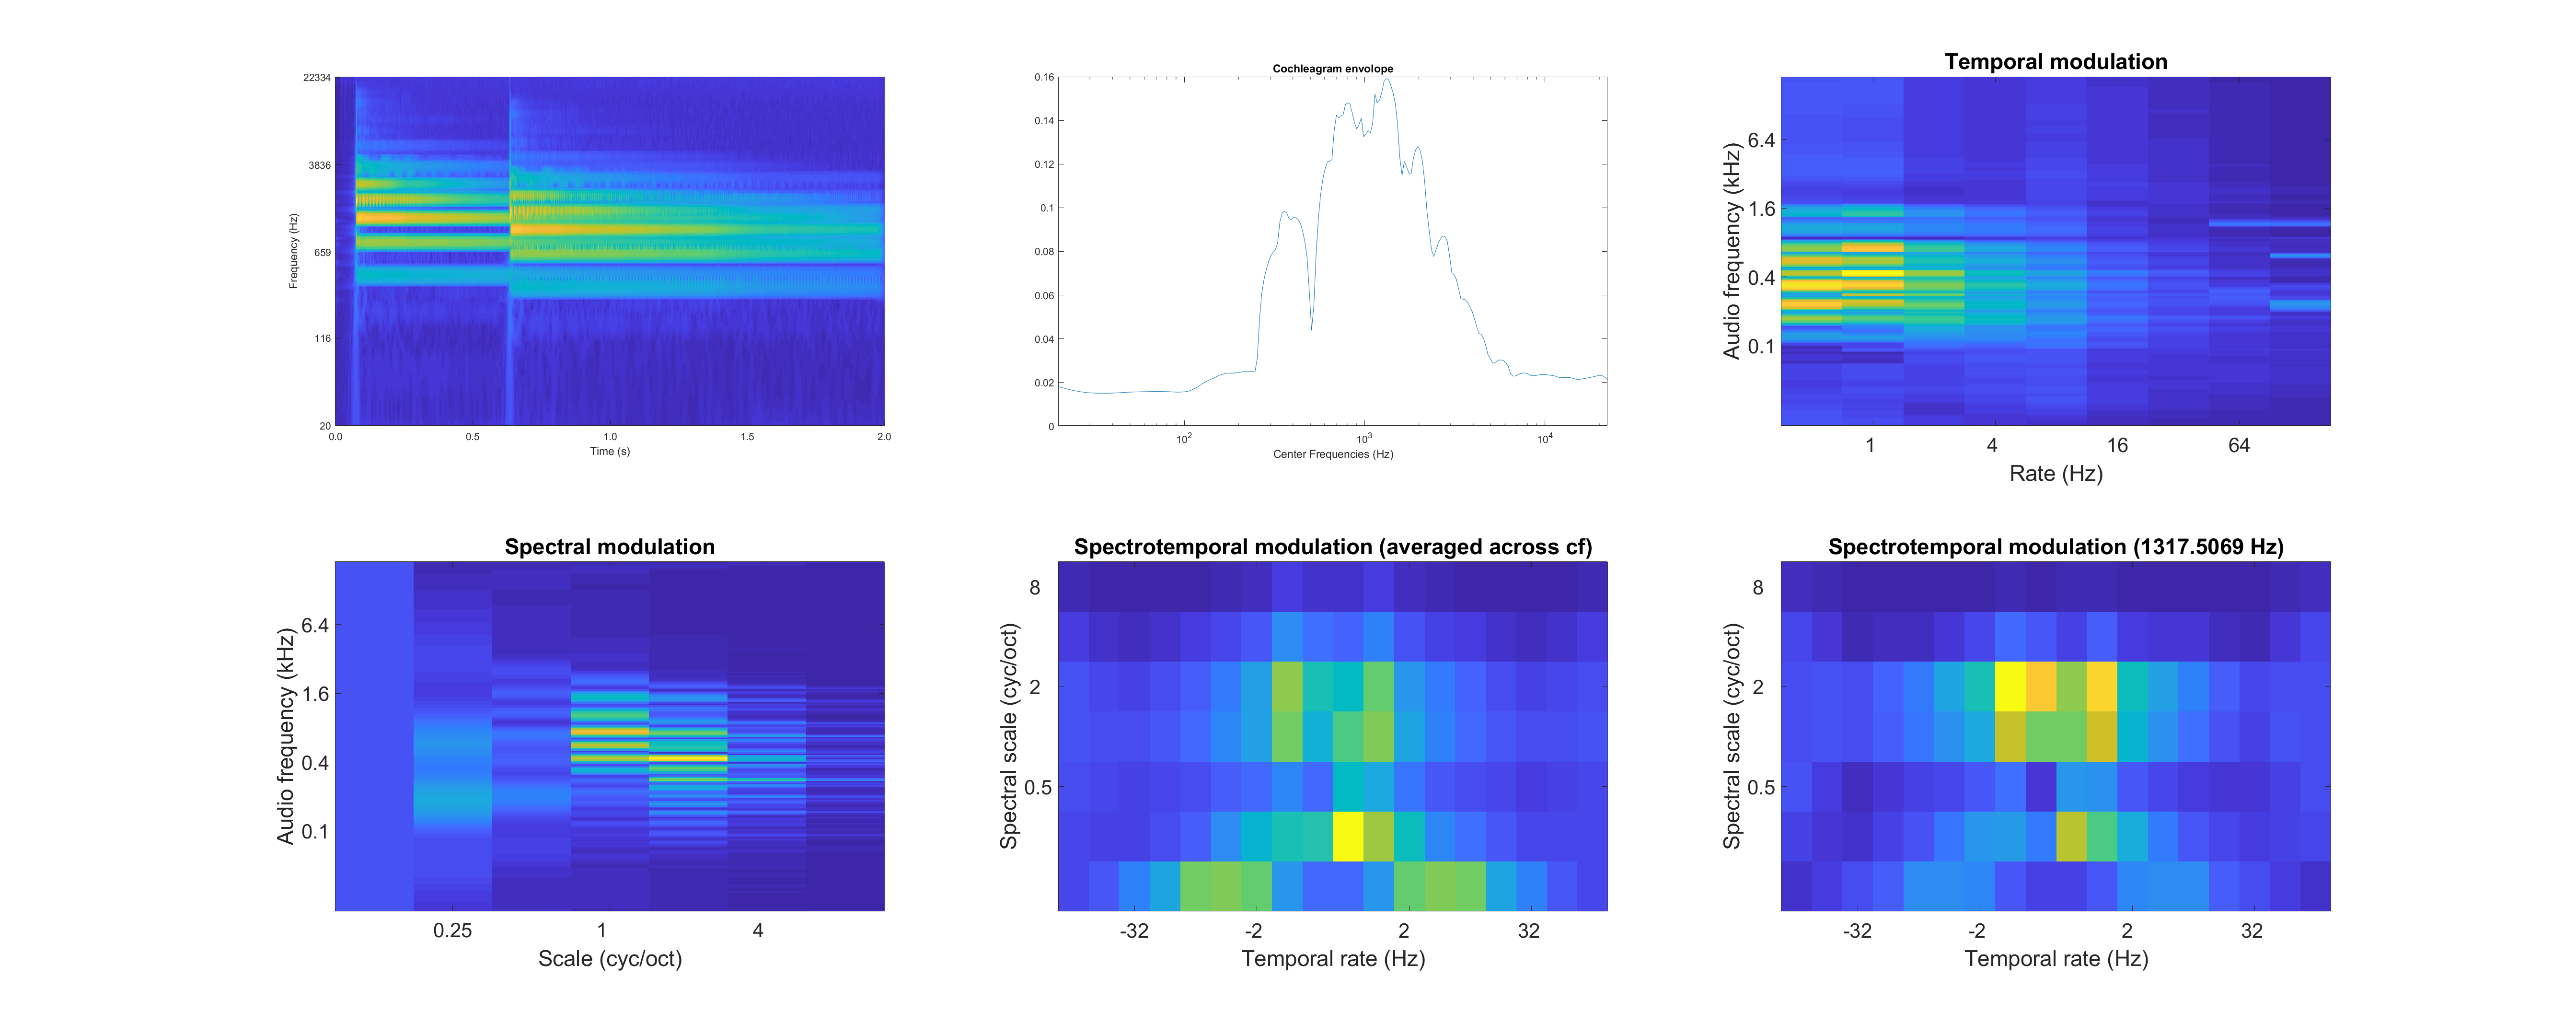 22334
3836
659
116
20
Frequency (Hz)
0.0 0.5 1.0 1.5 2.0
Time (s)
Cochleagram envolope
0.16
0.14
0.12
0.1
0.08
0.06
0.04
0.02
0
10² 10³ 10⁴
Center Frequencies (Hz)
Temporal modulation
6.4
1.6
0.4
0.1
Audio frequency (kHz)
1 4 16 64
Rate (Hz)
Spectral modulation
6.4
1.6
0.4
0.1
Audio frequency (kHz)
0.25 1 4
Scale (cyc/oct)
Spectrotemporal modulation (averaged across cf)
8
2
0.5
Spectral scale (cyc/oct)
-32 -2 2 32
Temporal rate (Hz)
Spectrotemporal modulation (1317.5069 Hz)
8
2
0.5
Spectral scale (cyc/oct)
-32 -2 2 32
Temporal rate (Hz)